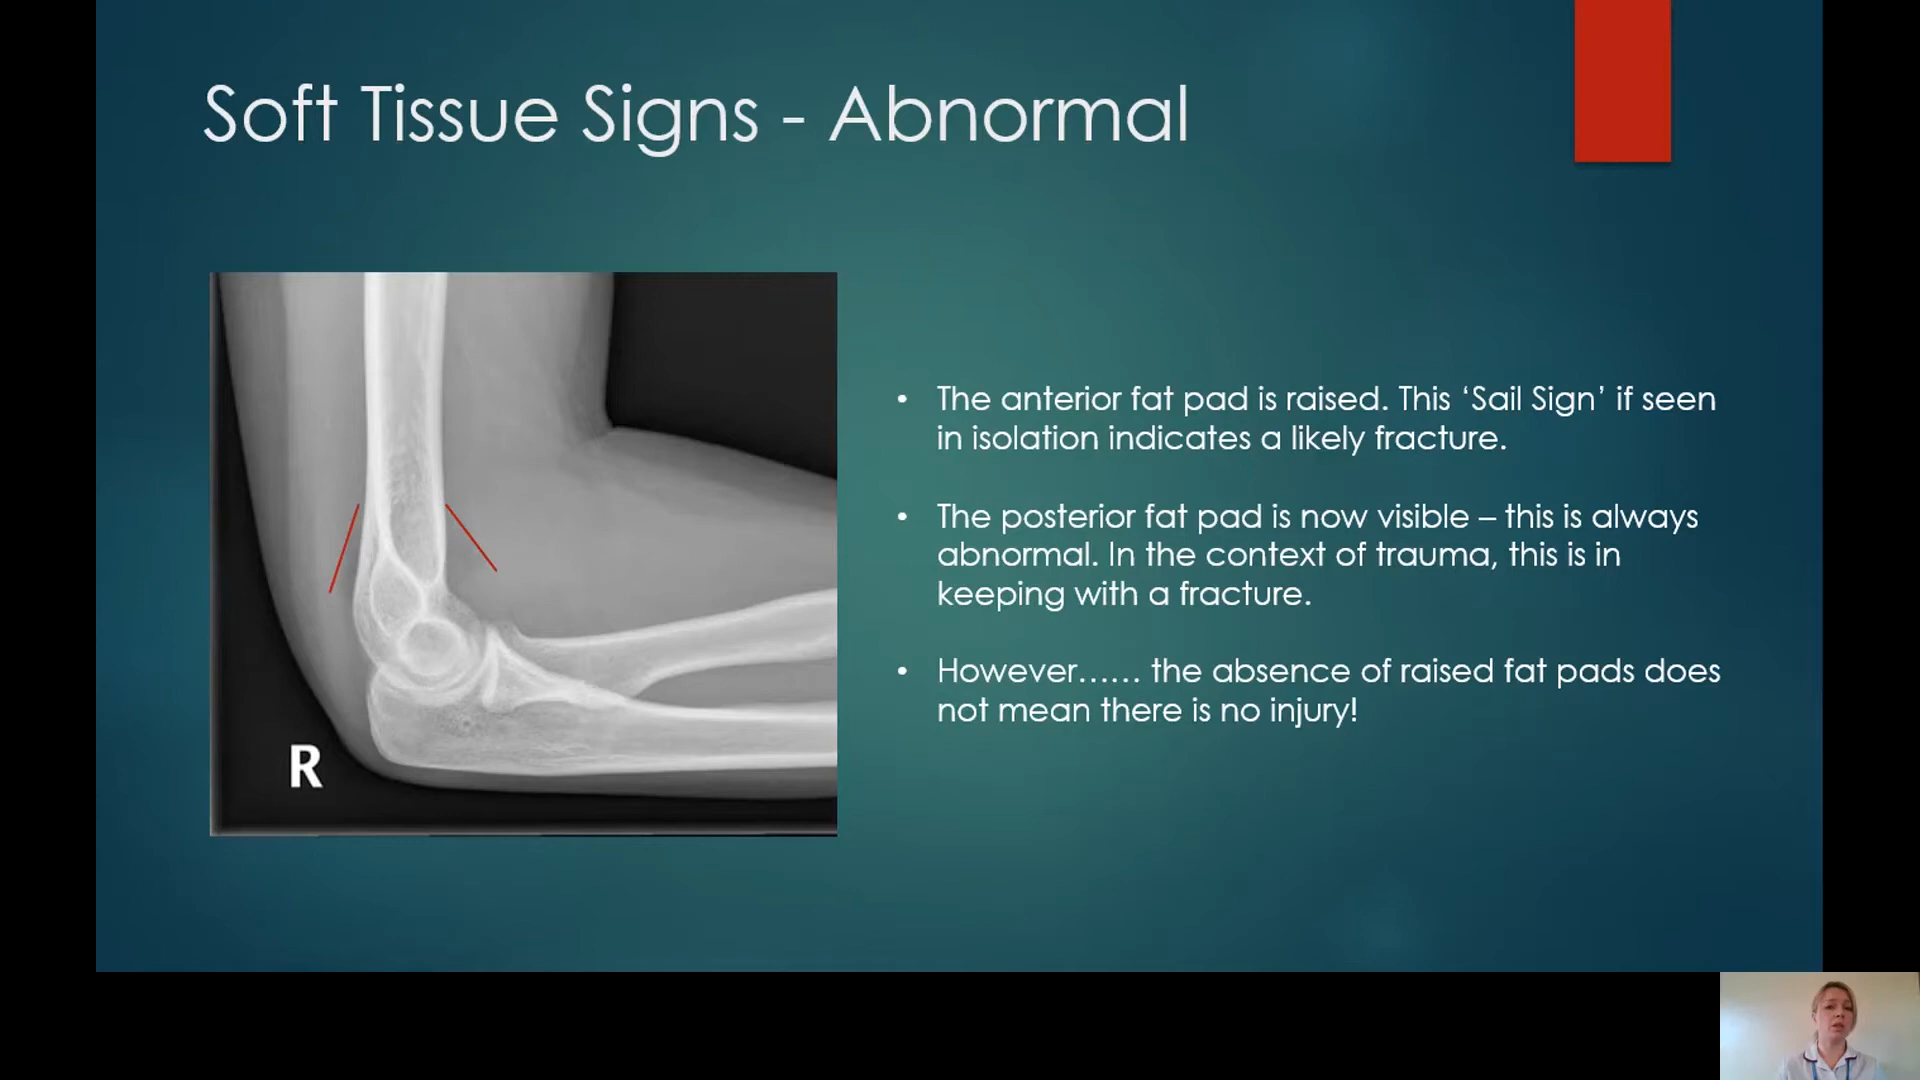 Soft Tissue Signs - Abnormal
• The anterior fat pad is raised. This ‘Sail Sign’ if seen
in isolation indicates a likely fracture.
• The posterior fat pad is now visible – this is always
abnormal. In the context of trauma, this is in
keeping with a fracture.
• However…… the absence of raised fat pads does
not mean there is no injury!
R